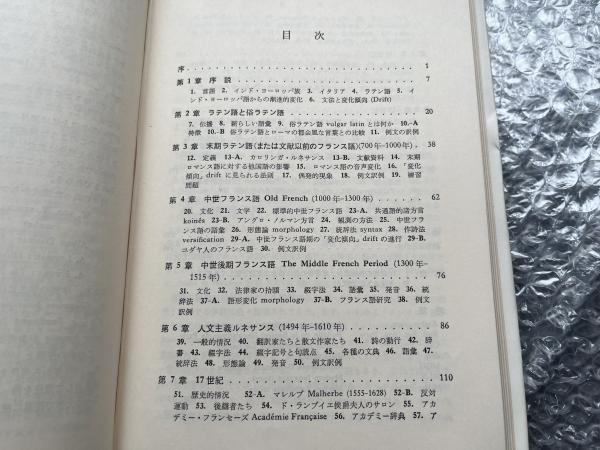 目次
序 1
第1章 序説 7
1. 言語 2. インド・ヨーロッパ族 3. イタリア 4. ラテン語 5. イ
ンド・ヨーロッパ語からの漸進的変化 6. 文法と変化傾向 (Drift)
第2章 ラテン語と俗ラテン語 20
7. 伝播 8. 新らしい語彙 9. 俗ラテン語 vulgar latin とは何か 10.-A
特徴 10.-B 俗ラテン語とローマの都会風な言葉との比較 11. 例文の訳例
第3章 末期ラテン語(または文献以前のフランス語)(700年-1000年) 38
12. 定義 13-A. カロリンガ・ルネサンス 13-B. 文献資料 14. 末期
ロマンス語に対する他国語の影響 15. ロマンス語の音声変化 16. 「変化
傾向」drift に見られる法則 17. 偶発的現象 18. 例文訳例 19. 練習
問題
第4章 中世フランス語 Old French (1000年-1300年) 62
20. 文化 21. 文学 22. 標準的中世フランス語 23-A. 共通語的諸方言
koinés 23-B. アングロ・ノルマン方言 24. 観測の方法 25. 中世フラ
ンス語の語彙 26. 形態論 morphology 27. 統辞法 syntax 28. 作詩法
versification 29-A. 中世フランス語期の「変化傾向」drift の進行 29-B.
ユダヤ人のフランス語 30. 例文訳例
第5章 中世後期フランス語 The Middle French Period (1300年-
1515年) 76
31. 文化 32. 法律家の抬頭 33. 綴字法 34. 語彙 35. 発音 36. 統
辞法 37-A. 語形変化 morphology 37-B. フランス語研究 38. 例文
訳例
第6章 人文主義ルネサンス (1494年-1610年) 86
39. 一般的情況 40. 翻訳家たちと散文作家たち 41. 詩の動行 42. 辞
書 43. 綴字法 44. 綴字記号と句読点 45. 各種の文典 46. 語彙 47.
統辞法 48. 形態論 49. 発音 50. 例文訳例
第7章 17世紀 110
51. 歴史的情況 52-A. マレルブ Malherbe (1555-1628) 52-B. 反対
運動 53. 後継者たち 54. ド・ランブイエ侯爵夫人のサロン 55. アカ
デミー・フランセーズ Académie Française 56. アカデミー辞典 57. ア